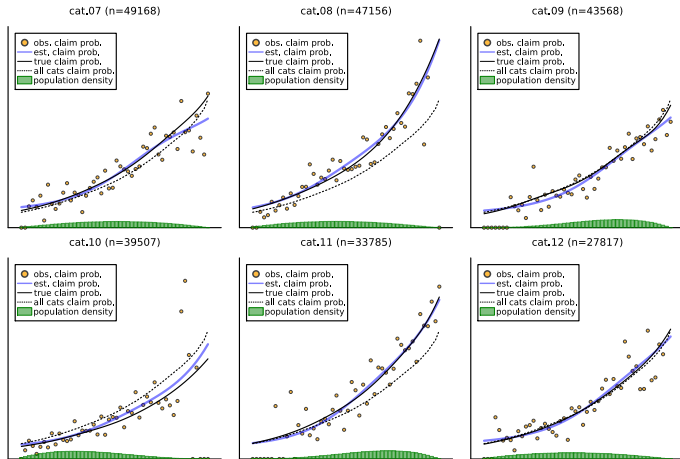 cat.07 (n=49168)
obs. claim prob.
est. claim prob.
true claim prob.
all cats claim prob.
population density
cat.08 (n=47156)
obs. claim prob.
est. claim prob.
true claim prob.
all cats claim prob.
population density
cat.09 (n=43568)
obs. claim prob.
est. claim prob.
true claim prob.
all cats claim prob.
population density
cat.10 (n=39507)
obs. claim prob.
est. claim prob.
true claim prob.
all cats claim prob.
population density
cat.11 (n=33785)
obs. claim prob.
est. claim prob.
true claim prob.
all cats claim prob.
population density
cat.12 (n=27817)
obs. claim prob.
est. claim prob.
true claim prob.
all cats claim prob.
population density